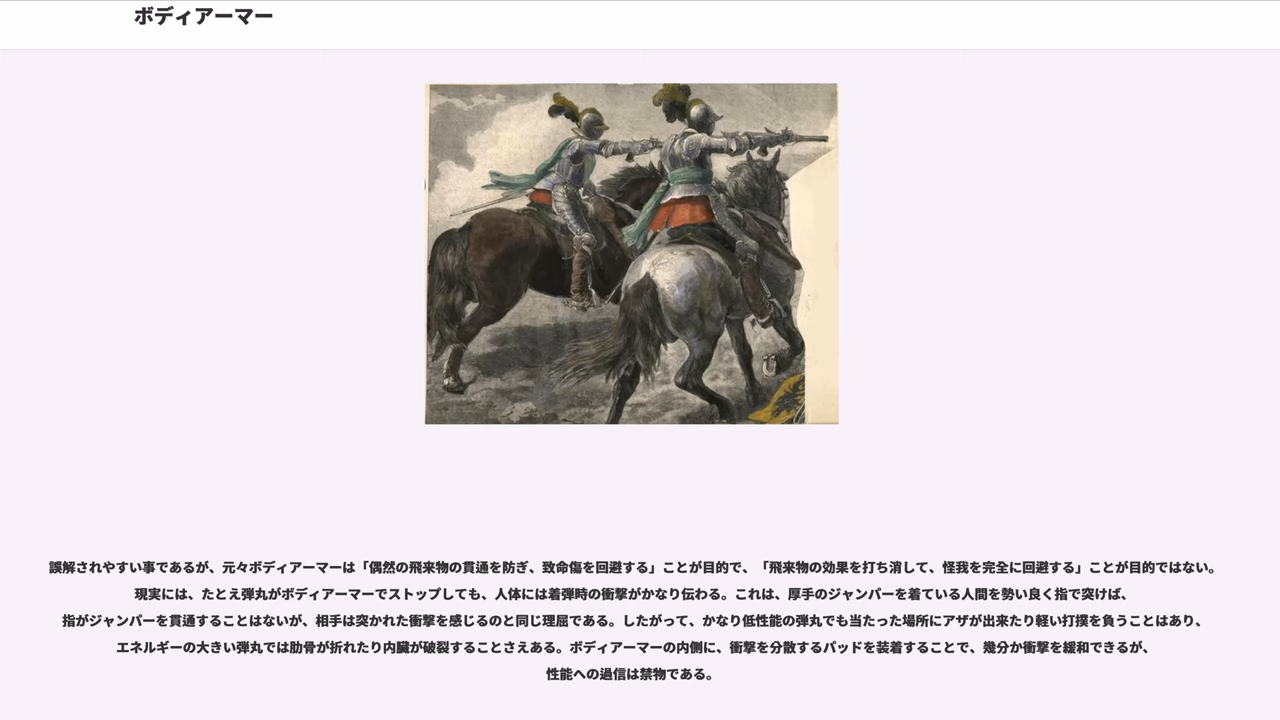 ボディアーマー
誤解されやすい事であるが、元々ボディアーマーは「偶然の飛来物の貫通を防ぎ、致命傷を回避する」ことが目的で、「飛来物の効果を打ち消して、怪我を完全に回避する」ことが目的ではない。
現実には、たとえ弾丸がボディアーマーでストップしても、人体には着弾時の衝撃がかなり伝わる。これは、厚手のジャンパーを着ている人間を勢い良く指で突けば、
指がジャンパーを貫通することはないが、相手は突かれた衝撃を感じるのと同じ理屈である。したがって、かなり低性能の弾丸でも当たった場所にアザが出来たり軽い打撲を負うことはあり、
エネルギーの大きい弾丸では肋骨が折れたり内臓が破裂することさえある。ボディアーマーの内側に、衝撃を分散するパッドを装着することで、幾分か衝撃を緩和できるが、
性能への過信は禁物である。